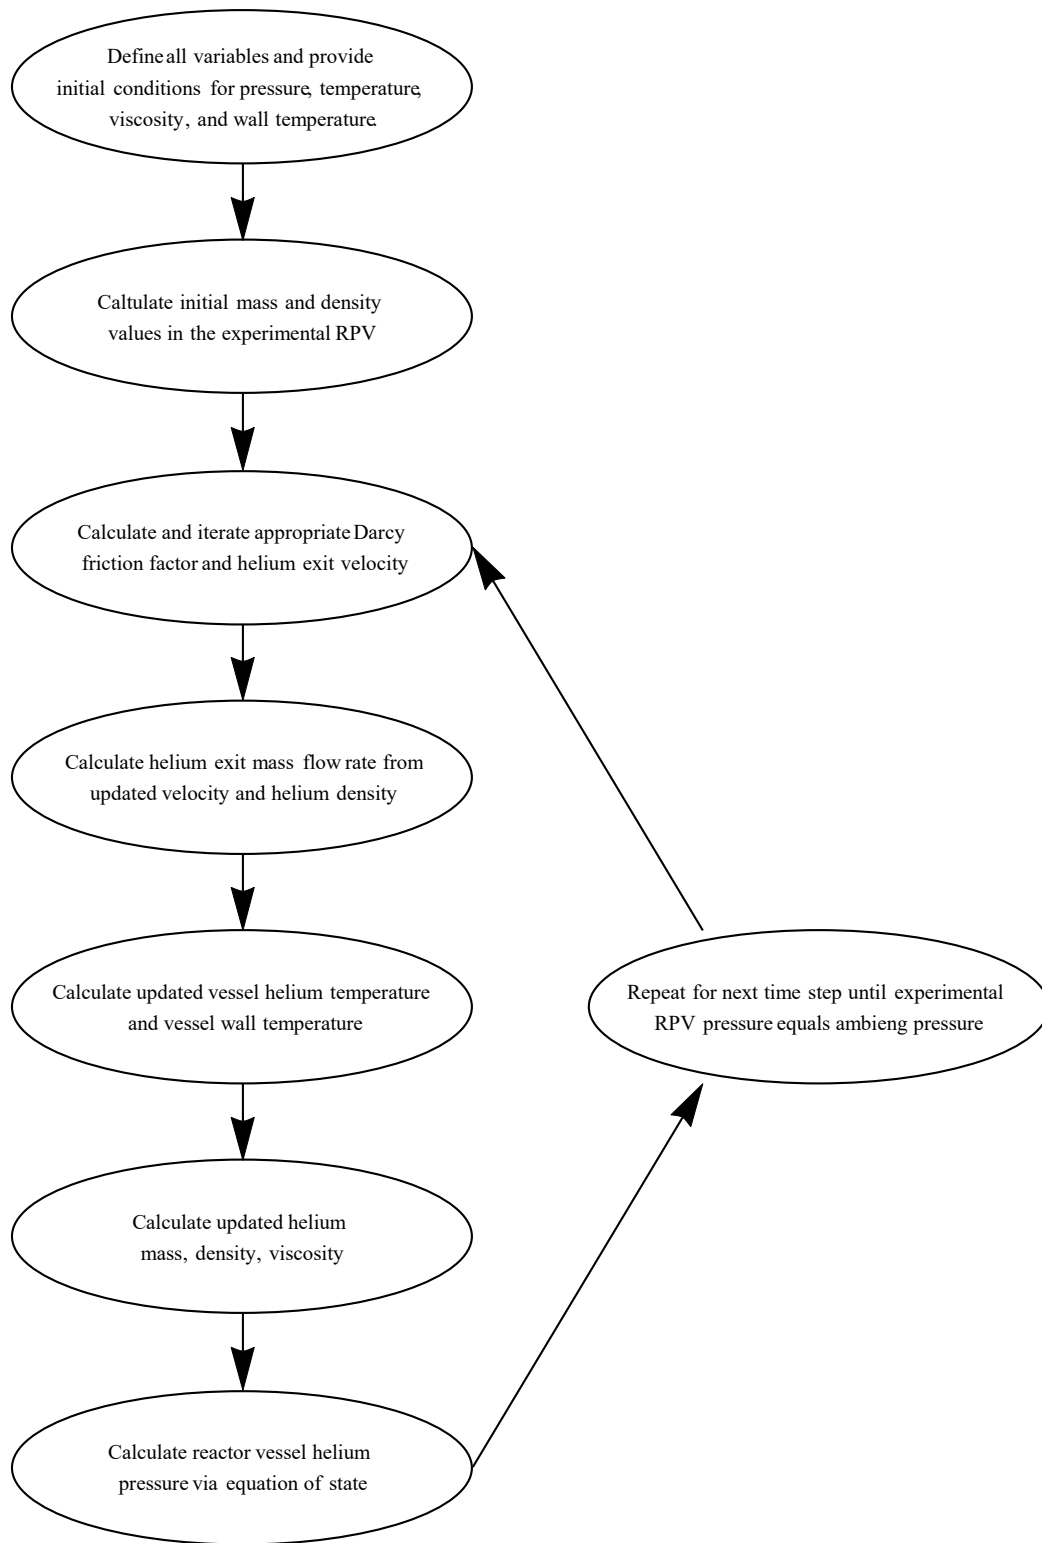 Define all variables and provide
initial conditions for pressure, temperature,
viscosity, and wall temperature.
Caltulate initial mass and density
values in the experimental RPV
Calculate and iterate appropriate Darcy
friction factor and helium exit velocity
Calculate helium exit mass flow rate from
updated velocity and helium density
Calculate updated vessel helium temperature
and vessel wall temperature
Repeat for next time step until experimental
RPV pressure equals ambieng pressure
Calculate updated helium
mass, density, viscosity
Calculate reactor vessel helium
pressure via equation of state